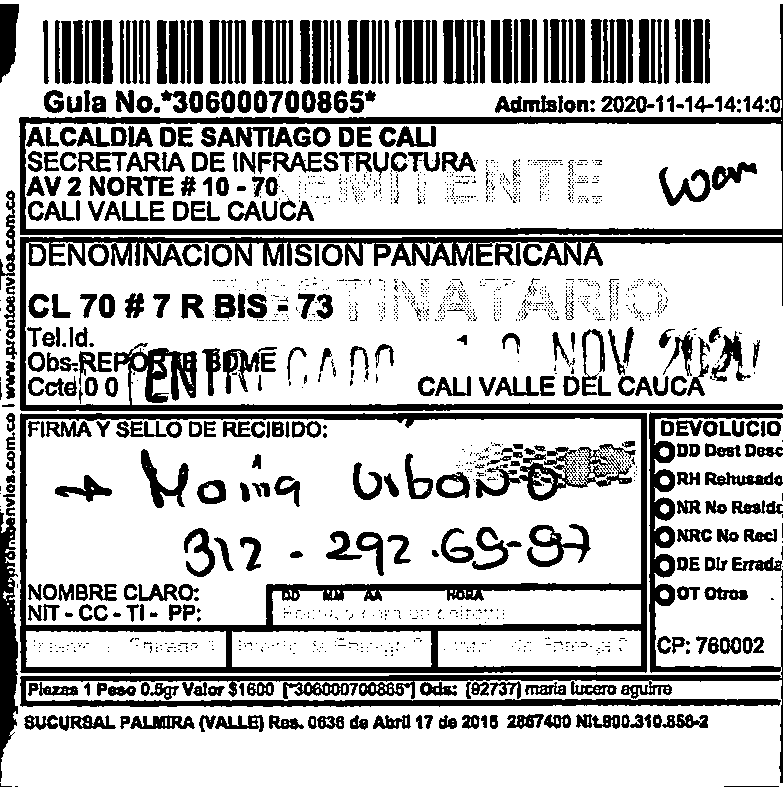 Guia No.*306000700865*
Admision: 2020-11-14-14:14:0
ALCALDIA DE SANTIAGO DE CALI
SECRETARIA DE INFRAESTRUCTURA
AV 2 NORTE # 10 - 70
CALI VALLE DEL CAUCA
REMITENTE
DENOMINACION MISION PANAMERICANA
DESTINATARIO
CL 70 # 7 R BIS - 73
Tel.Id.
Obs-REPORTE BDME
Ccte 0 0
ENTREGADO NOV 2020
CALI VALLE DEL CAUCA
www.prontoenvios.com.co
FIRMA Y SELLO DE RECIBIDO:
Maria Urbano
312-292.69-97
NOMBRE CLARO:
NIT - CC - TI - PP:
DD MM AA HORA
DEVOLUCIO
DD Dest Desc
RH Rehusado
NR No Resid
NRC No Recl
DE Dir Errada
OT Otros
CP: 760002
Piezas 1 Peso 0.5gr Valor $1600 [*306000700865*] Ods: [92737] maria lucero aguirre
SUCURSAL PALMIRA (VALLE) Res. 0636 de Abril 17 de 2015 2867400 Nit.900.310.856-2